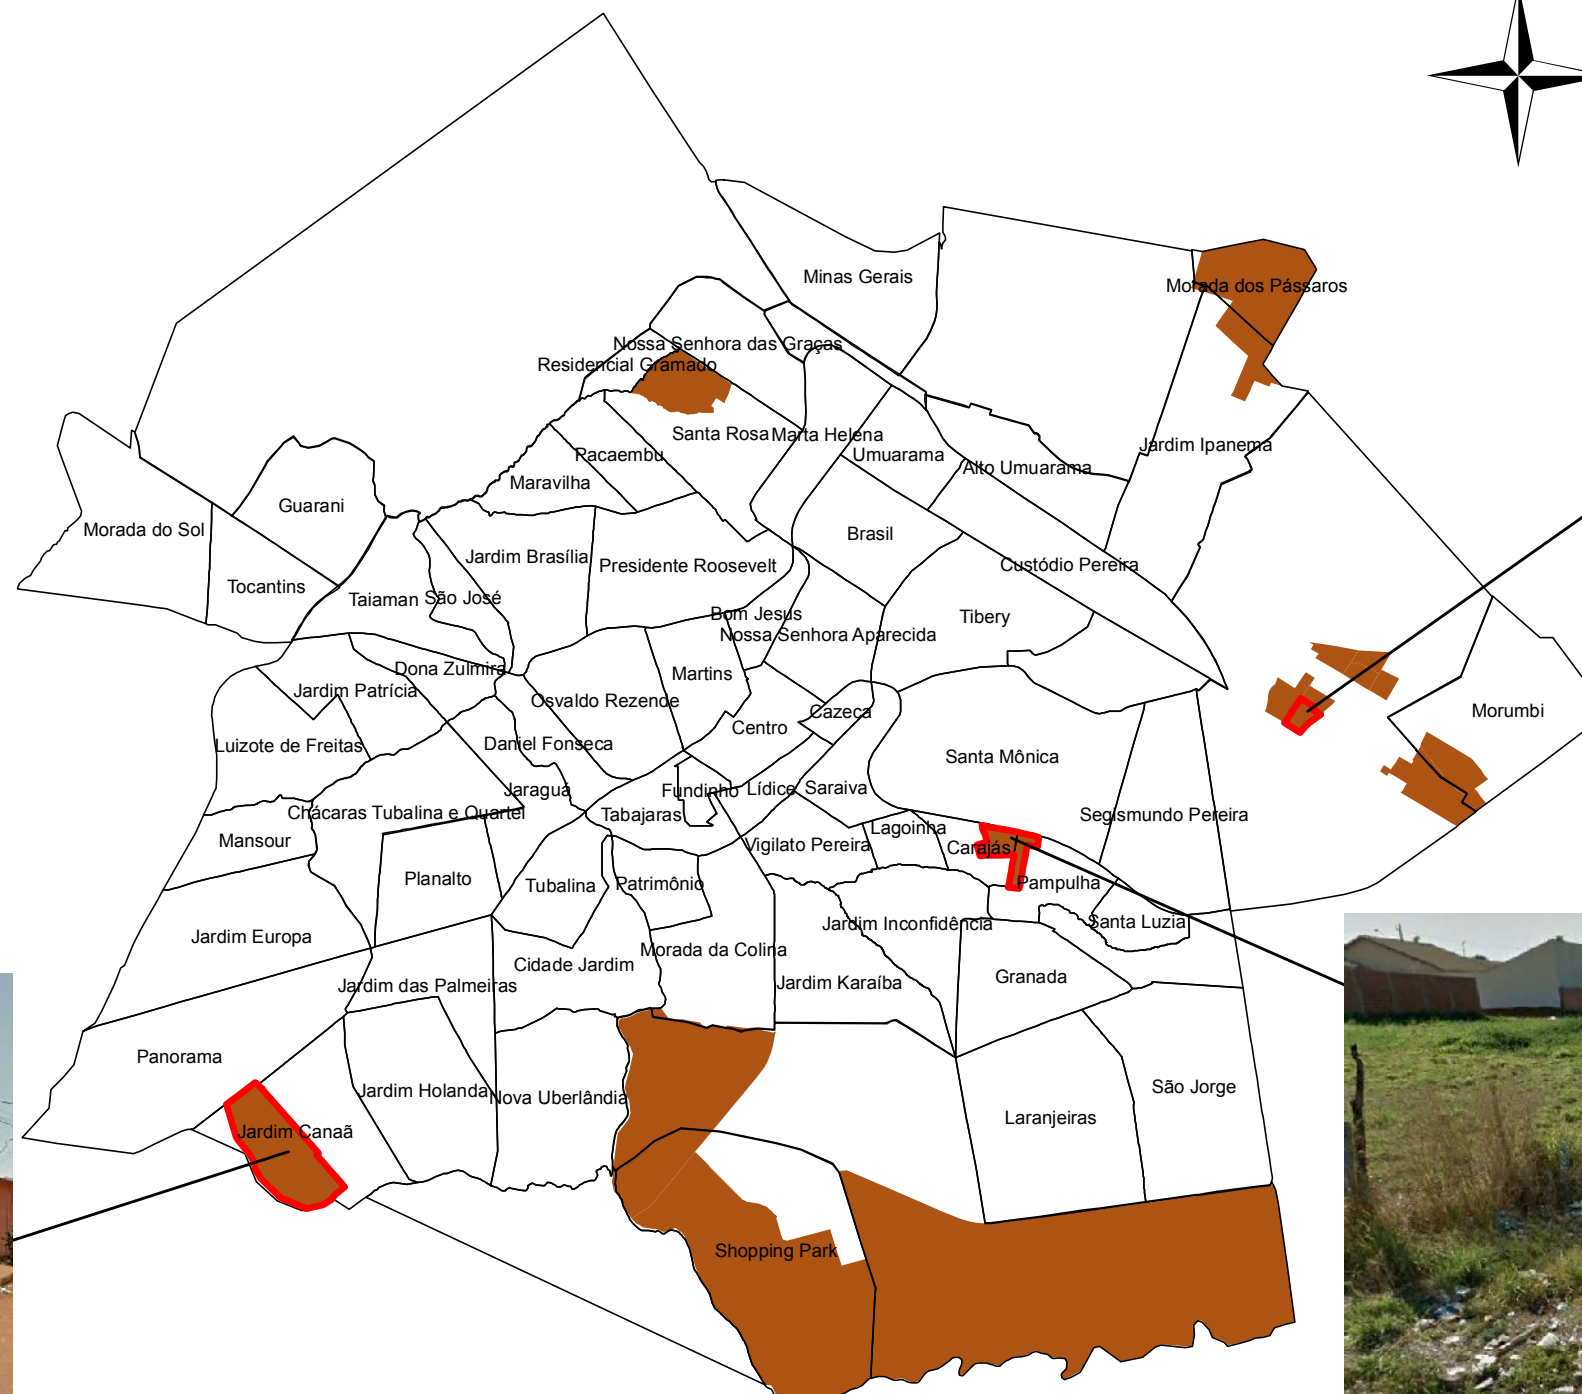 Minas Gerais
Morada dos Pássaros
Nossa Senhora das Graças
Residencial Gramado
Santa Rosa
Marta Helena
Jardim Ipanema
Pacaembu
Umuarama
Alto Umuarama
Maravilha
Guarani
Morada do Sol
Brasil
Jardim Brasília
Presidente Roosevelt
Custódio Pereira
Tocantins
Taiaman
São José
Bom Jesus
Tibery
Nossa Senhora Aparecida
Dona Zulmira
Martins
Jardim Patrícia
Osvaldo Rezende
Cazeca
Morumbi
Centro
Luizote de Freitas
Daniel Fonseca
Santa Mônica
Jaraguá
Fundinho
Lídice
Saraiva
Chácaras Tubalina e Quartel
Tabajaras
Segismundo Pereira
Lagoinha
Mansour
Vigilato Pereira
Carajás
Planalto
Tubalina
Patrimônio
Pampulha
Jardim Inconfidência
Santa Luzia
Jardim Europa
Morada da Colina
Cidade Jardim
Granada
Jardim das Palmeiras
Jardim Karaíba
Panorama
Jardim Holanda
Nova Uberlândia
São Jorge
Laranjeiras
Jardim Canaã
Shopping Park